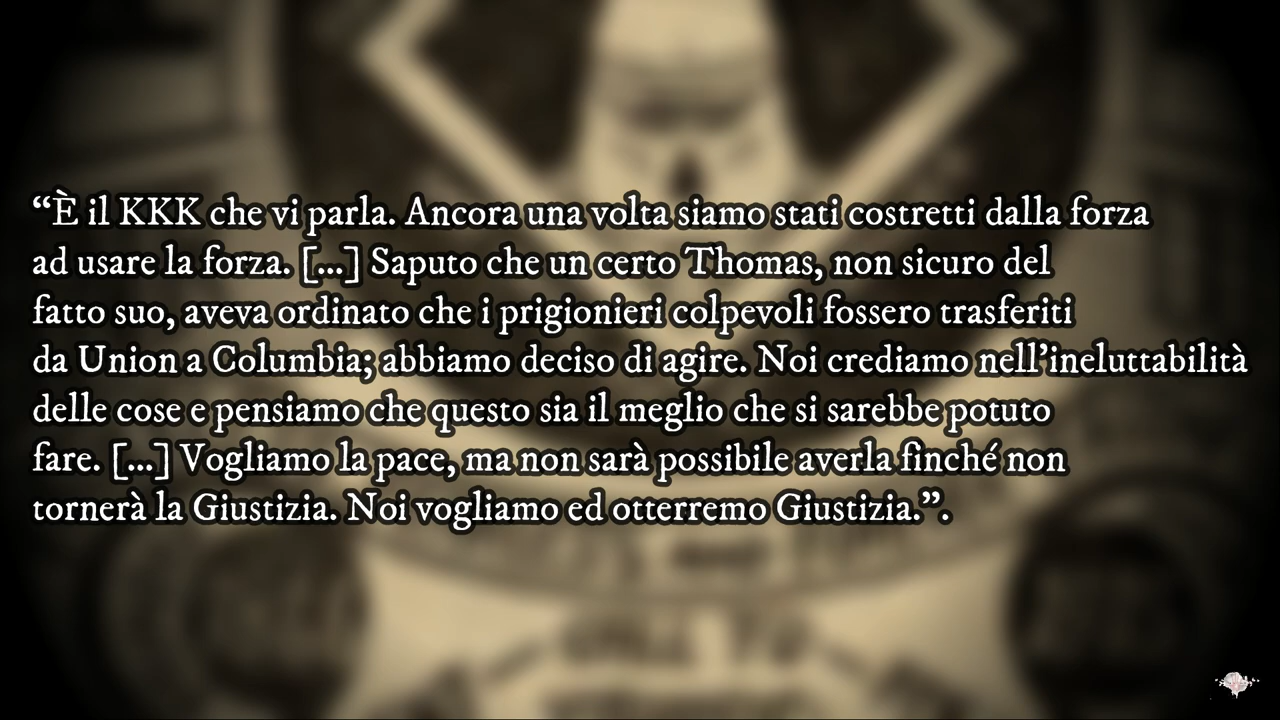 “È il KKK che vi parla. Ancora una volta siamo stati costretti dalla forza
ad usare la forza. [...] Saputo che un certo Thomas, non sicuro del
fatto suo, aveva ordinato che i prigionieri colpevoli fossero trasferiti
da Union a Columbia; abbiamo deciso di agire. Noi crediamo nell’ineluttabilità
delle cose e pensiamo che questo sia il meglio che si sarebbe potuto
fare. [...] Vogliamo la pace, ma non sarà possibile averla finché non
tornerà la Giustizia. Noi vogliamo ed otterremo Giustizia.”.